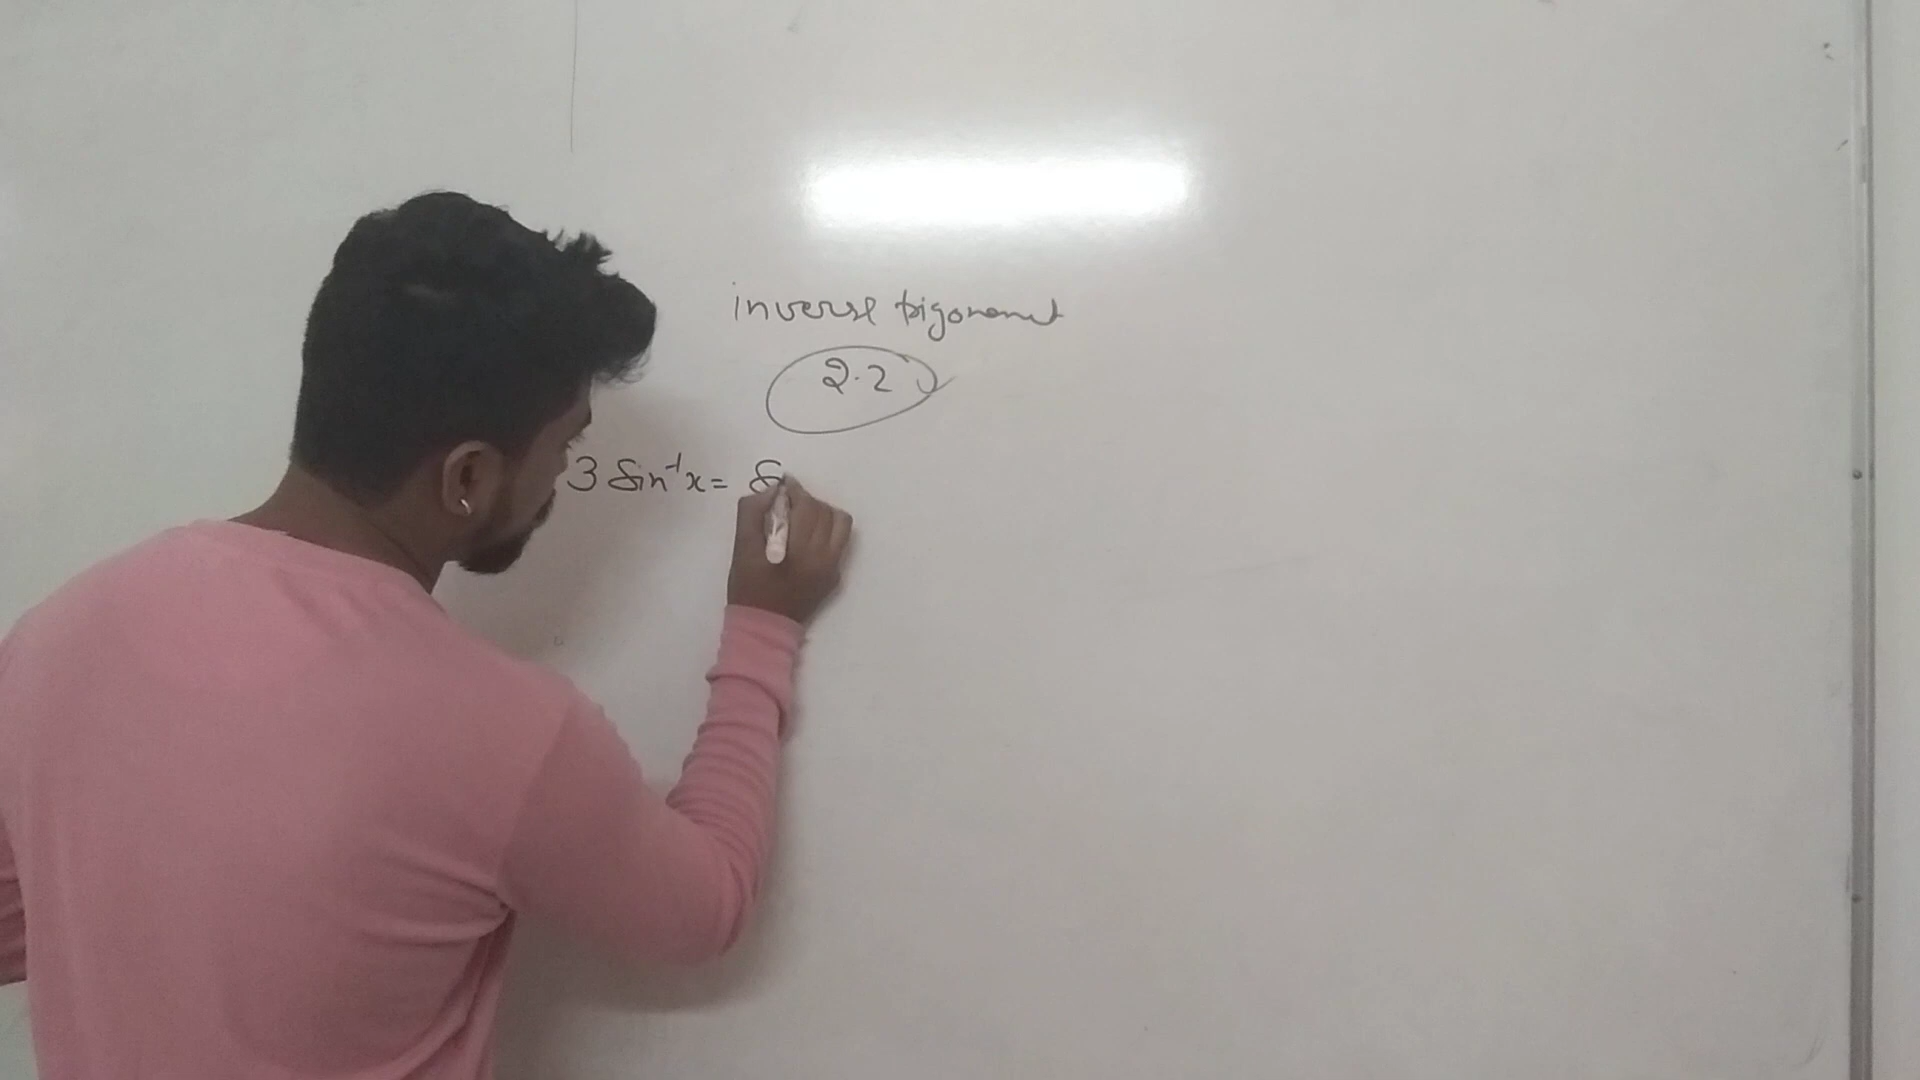 inverse trigonomet
2.2
3 Sin⁻¹x = S